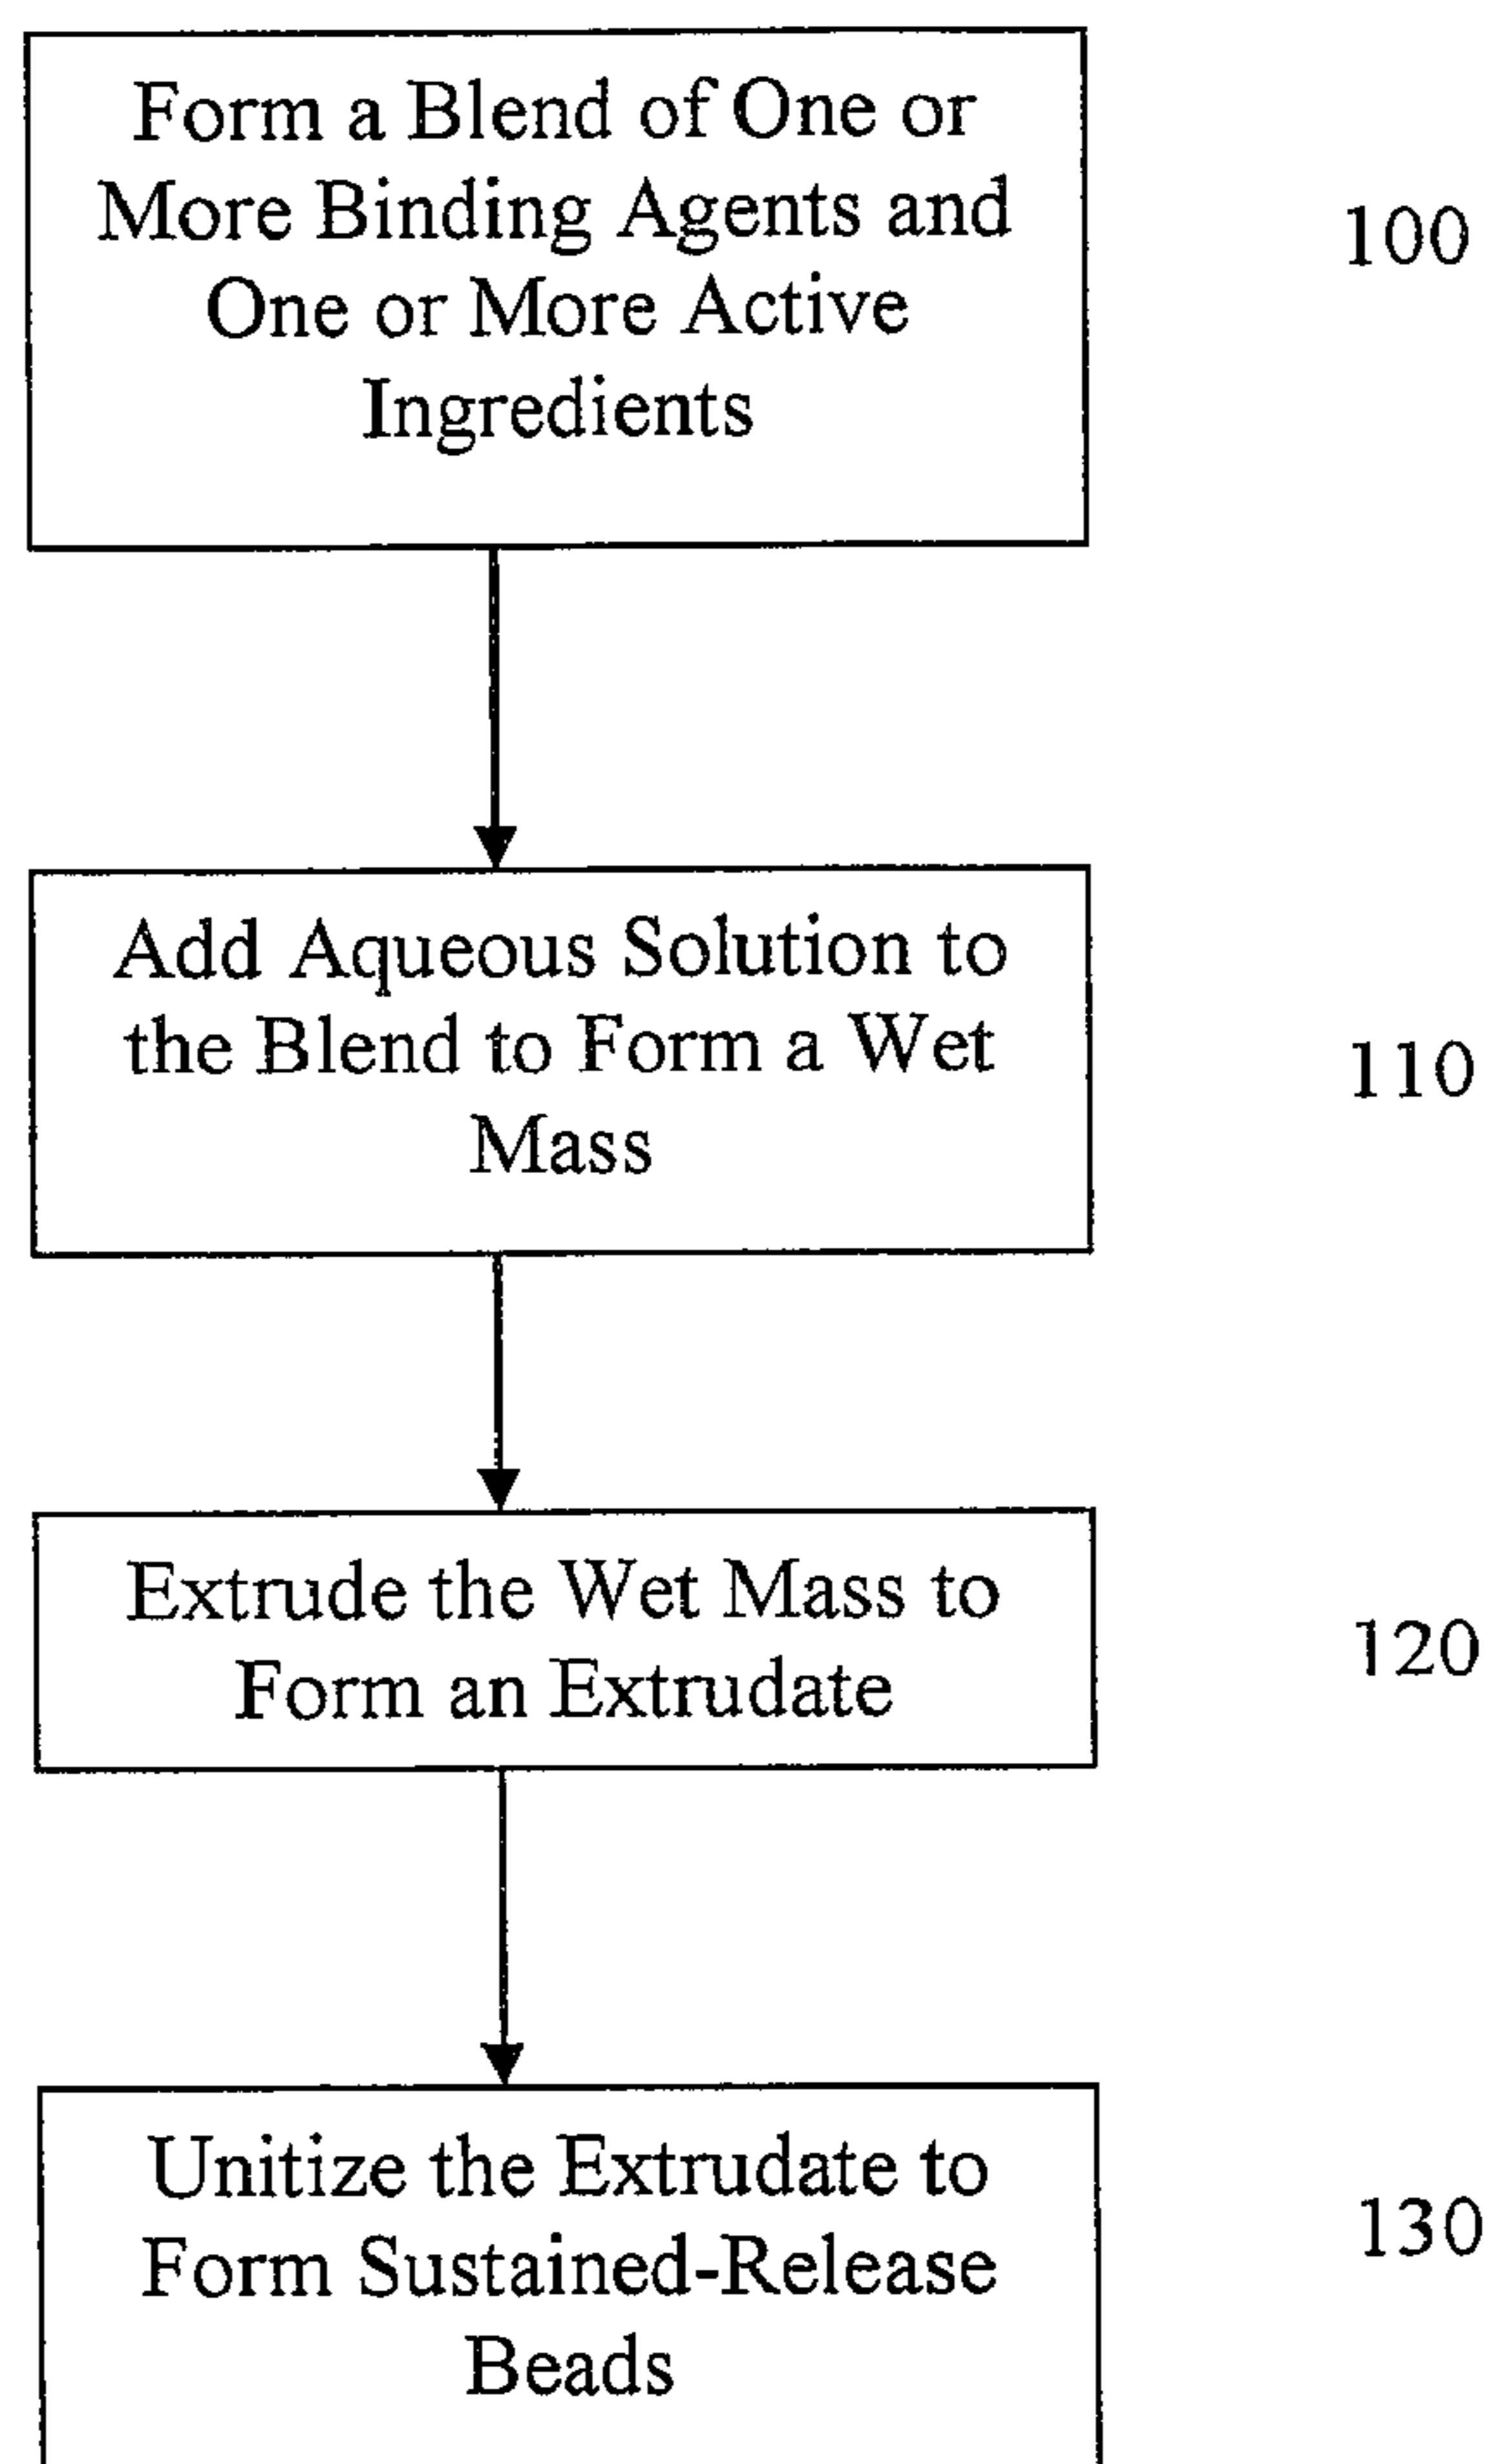 Form a Blend of One or
More Binding Agents and
One or More Active
Ingredients
100
Add Aqueous Solution to
the Blend to Form a Wet
Mass
110
Extrude the Wet Mass to
Form an Extrudate
120
Unitize the Extrudate to
Form Sustained-Release
Beads
130